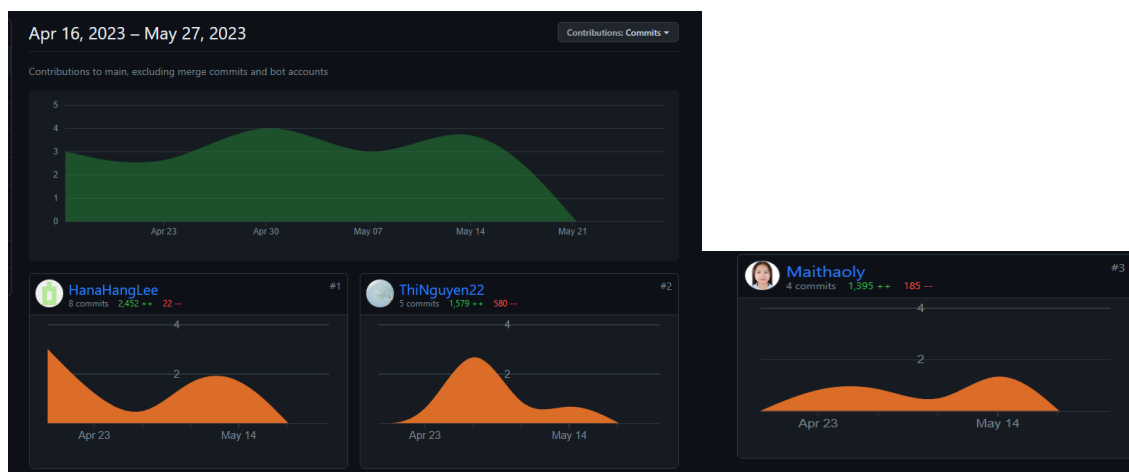 Apr 16, 2023 – May 27, 2023
Contributions: Commits
Contributions to main, excluding merge commits and bot accounts
5
4
3
2
1
0
Apr 23 Apr 30 May 07 May 14 May 21
HanaHangLee #1
8 commits 2,452 ++ 22 --
4
2
Apr 23 May 14
ThiNguyen22 #2
5 commits 1,579 ++ 580 --
4
2
Apr 23 May 14
Maithaoly #3
4 commits 1,395 ++ 185 --
4
2
Apr 23 May 14